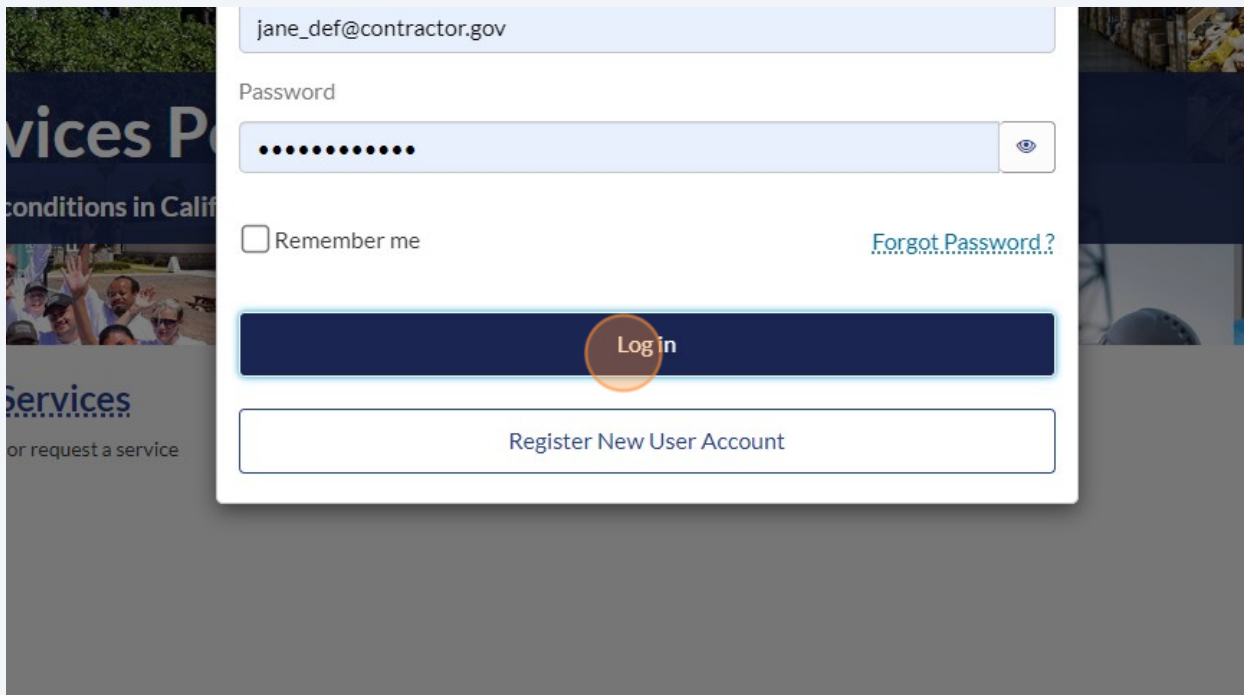 jane_def@contractor.gov
Password
••••••••••••
vices P
conditions in Calif
Remember me
Forgot Password ?
Log in
Services
or request a service
Register New User Account